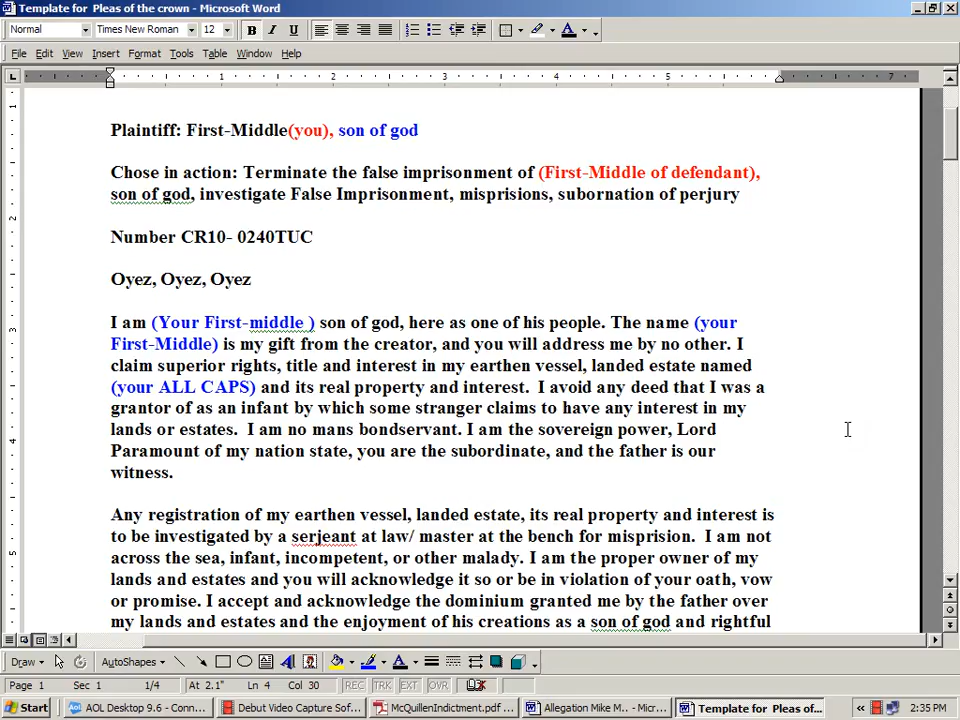 Template for Pleas of the crown - Microsoft Word
Normal Times New Roman 12 B I U A
File Edit View Insert Format Tools Table Window Help
L 1 2 3 4 5 7
Plaintiff: First-Middle(you), son of god
Chose in action: Terminate the false imprisonment of (First-Middle of defendant),
son of god, investigate False Imprisonment, misprisions, subornation of perjury
Number CR10- 0240TUC
Oyez, Oyez, Oyez
I am (Your First-middle ) son of god, here as one of his people. The name (your
First-Middle) is my gift from the creator, and you will address me by no other. I
claim superior rights, title and interest in my earthen vessel, landed estate named
(your ALL CAPS) and its real property and interest. I avoid any deed that I was a
grantor of as an infant by which some stranger claims to have any interest in my
lands or estates. I am no mans bondservant. I am the sovereign power, Lord
Paramount of my nation state, you are the subordinate, and the father is our
witness.
Any registration of my earthen vessel, landed estate, its real property and interest is
to be investigated by a serjeant at law/ master at the bench for misprision. I am not
across the sea, infant, incompetent, or other malady. I am the proper owner of my
lands and estates and you will acknowledge it so or be in violation of your oath, vow
or promise. I accept and acknowledge the dominium granted me by the father over
my lands and estates and the enjoyment of his creations as a son of god and rightful
1
2
3
4
5
Draw AutoShapes A A
Page 1 Sec 1 1/4 At 2.1" Ln 4 Col 30 REC TRK EXT OVR
Start AOL Desktop 9.6 - Conn... Debut Video Capture Sof... McQuillenIndictment.pdf ... Allegation Mike M.. - Micr... Template for Pleas of... « 2:35 PM